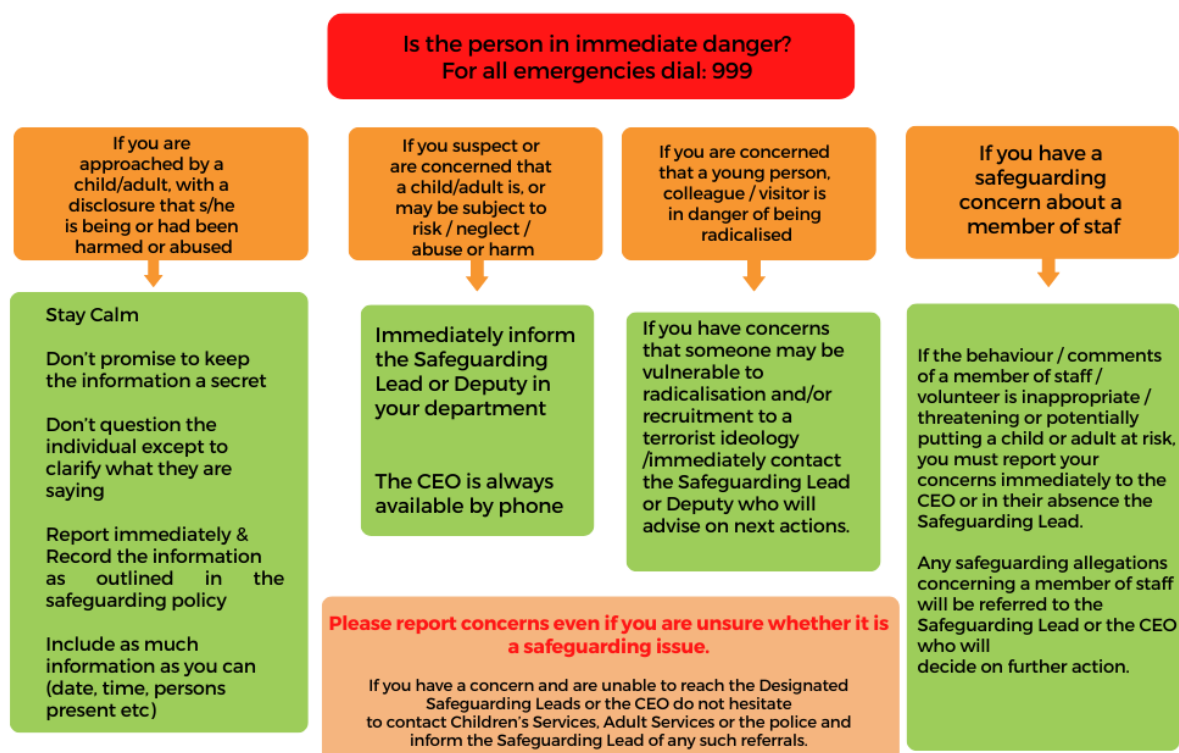 Is the person in immediate danger?
For all emergencies dial: 999
If you are
approached by a
child/adult, with a
disclosure that s/he
is being or had been
harmed or abused
Stay Calm
Don't promise to keep
the information a secret
Don't question the
individual except to
clarify what they are
saying
Report immediately &
Record the information
as outlined in the
safeguarding policy
Include as much
information as you can
(date, time, persons
present etc)
If you suspect or
are concerned that
a child/adult is, or
may be subject to
risk / neglect /
abuse or harm
Immediately inform
the Safeguarding
Lead or Deputy in
your department
The CEO is always
available by phone
If you are concerned
that a young person,
colleague / visitor is
in danger of being
radicalised
If you have concerns
that someone may be
vulnerable to
radicalisation and/or
recruitment to a
terrorist ideology
/immediately contact
the Safeguarding Lead
or Deputy who will
advise on next actions.
If you have a
safeguarding
concern about a
member of staf
If the behaviour / comments
of a member of staff /
volunteer is inappropriate /
threatening or potentially
putting a child or adult at risk,
you must report your
concerns immediately to the
CEO or in their absence the
Safeguarding Lead.
Any safeguarding allegations
concerning a member of staff
will be referred to the
Safeguarding Lead or the CEO
who will
decide on further action.
Please report concerns even if you are unsure whether it is
a safeguarding issue.
If you have a concern and are unable to reach the Designated
Safeguarding Leads or the CEO do not hesitate
to contact Children's Services, Adult Services or the police and
inform the Safeguarding Lead of any such referrals.